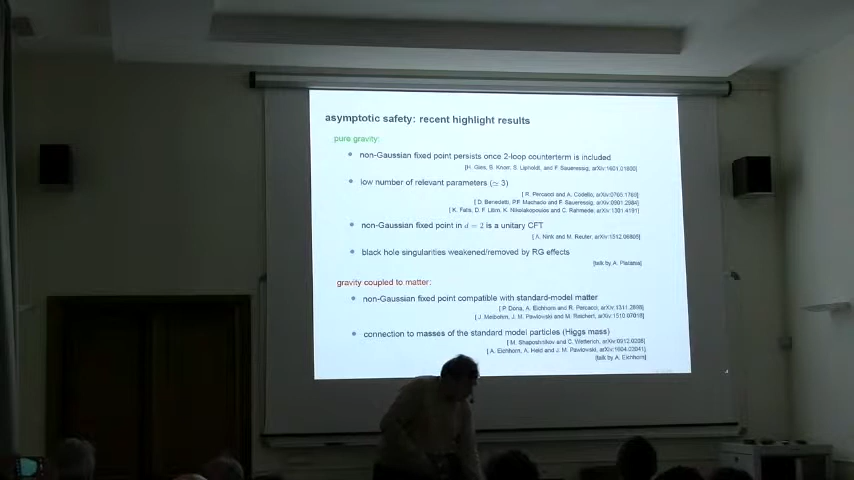 asymptotic safety: recent highlight results
pure gravity:
• non-Gaussian fixed point persists once 2-loop counterterm is included
[H. Gies, B. Knorr, S. Lippoldt, and F. Saueressig, arXiv:1601.01800]
• low number of relevant parameters (≃ 3)
[ R. Percacci and A. Codello, arXiv:0705.1769]
[ D. Benedetti, P.F. Machado and F. Saueressig, arXiv:0901.2984]
[ K. Falls, D. F. Litim, K. Nikolakopoulos and C. Rahmede, arXiv:1301.4191]
• non-Gaussian fixed point in d = 2 is a unitary CFT
[ A. Nink and M. Reuter, arXiv:1512.06805]
• black hole singularities weakened/removed by RG effects
[talk by A. Platania]
gravity coupled to matter:
• non-Gaussian fixed point compatible with standard-model matter
[ P. Donà, A. Eichhorn and R. Percacci, arXiv:1311.2898]
[ J. Meibohm, J. M. Pawlowski and M. Reichert, arXiv:1510.07018]
• connection to masses of the standard model particles (Higgs mass)
[ M. Shaposhnikov and C. Wetterich, arXiv:0912.0208]
[ A. Eichhorn, A. Held and J. M. Pawlowski, arXiv:1604.02041]
[talk by A. Eichhorn]